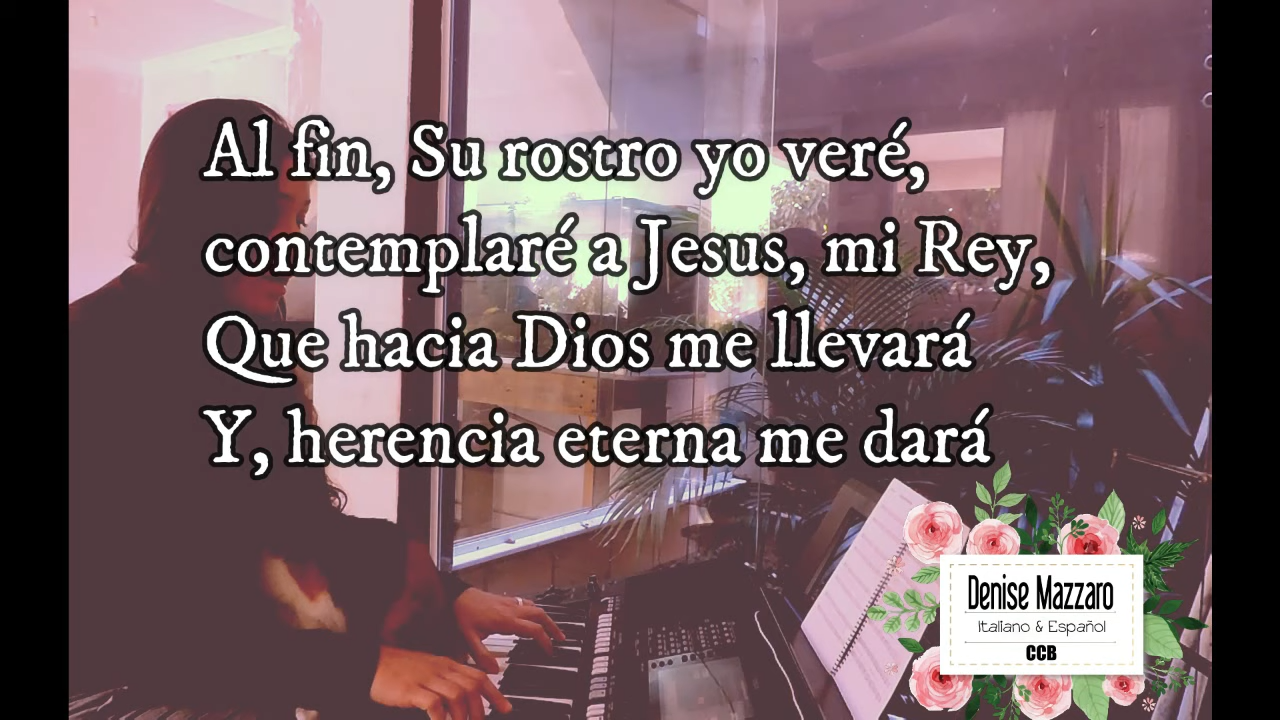 Al fin, Su rostro yo veré,
contemplaré a Jesus, mi Rey,
Que hacia Dios me llevará
Y, herencia eterna me dará
Denise Mazzaro
Italiano & Español
CCB